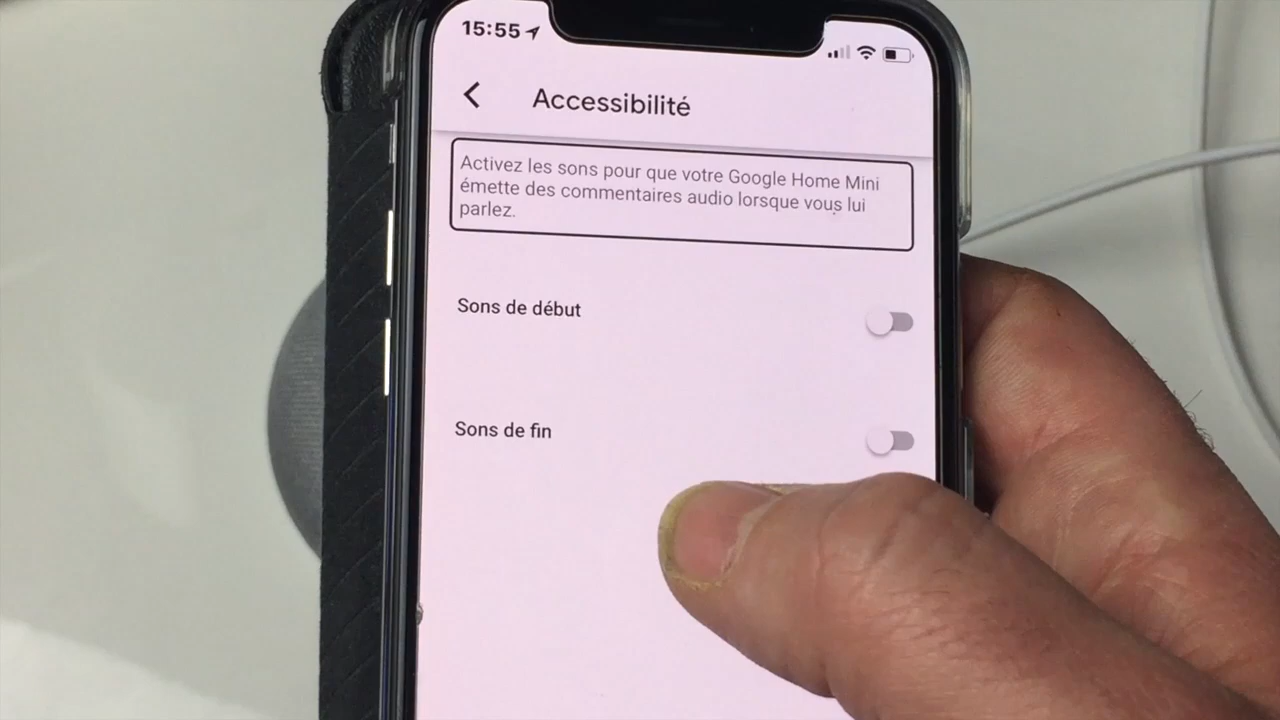 15:55
Accessibilité
Activez les sons pour que votre Google Home Mini
émette des commentaires audio lorsque vous lui
parlez.
Sons de début
Sons de fin